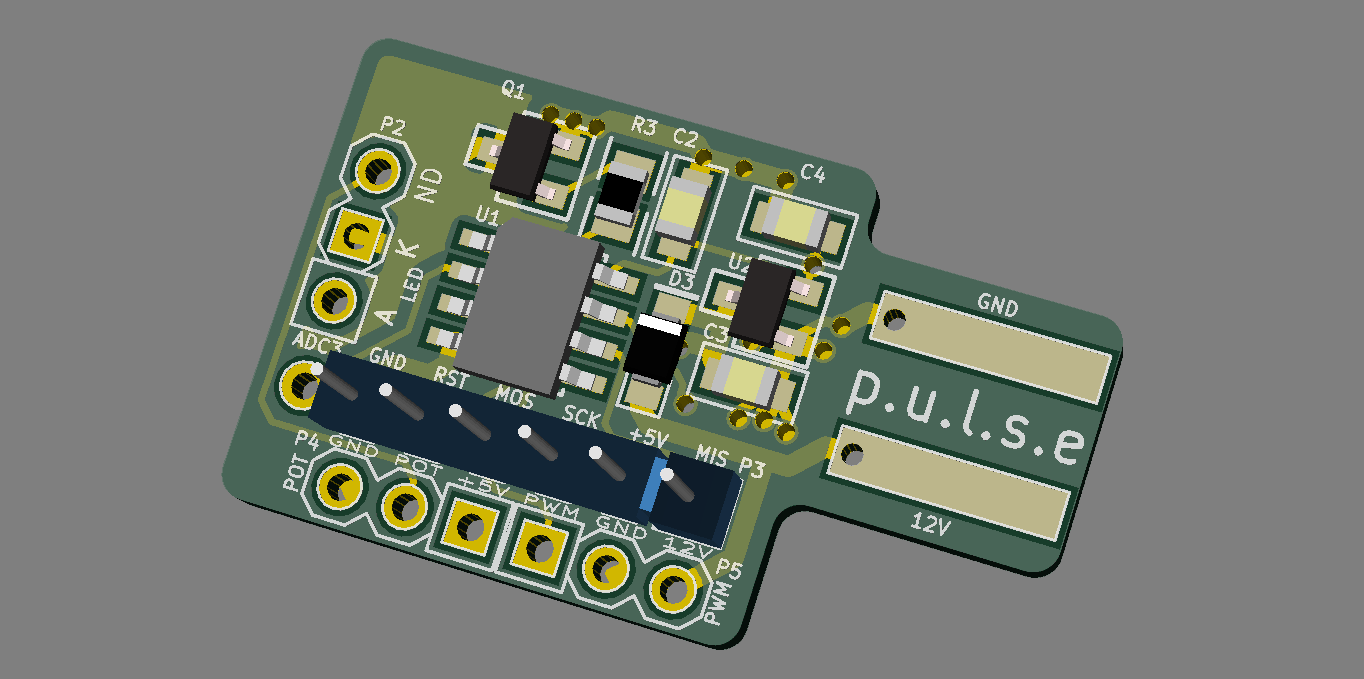 Q1
R3
C2
C4
P2
ND
K
U1
LED
A
D3
GND
C3
ADC3
GND
RST
MOS
SCK
+5V
MIS
P3
p.u.l.s.e
P4
POT
GND
POT
+5V
PWM
GND
12V
12V
P5
PWM